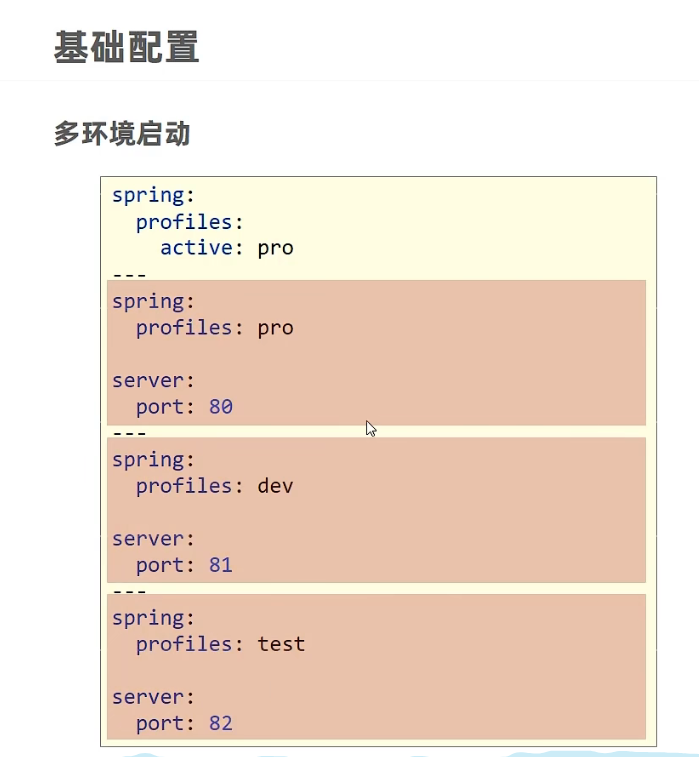 基础配置
多环境启动
spring:
  profiles:
    active: pro
---
spring:
  profiles: pro
server:
  port: 80
---
spring:
  profiles: dev
server:
  port: 81
---
spring:
  profiles: test
server:
  port: 82